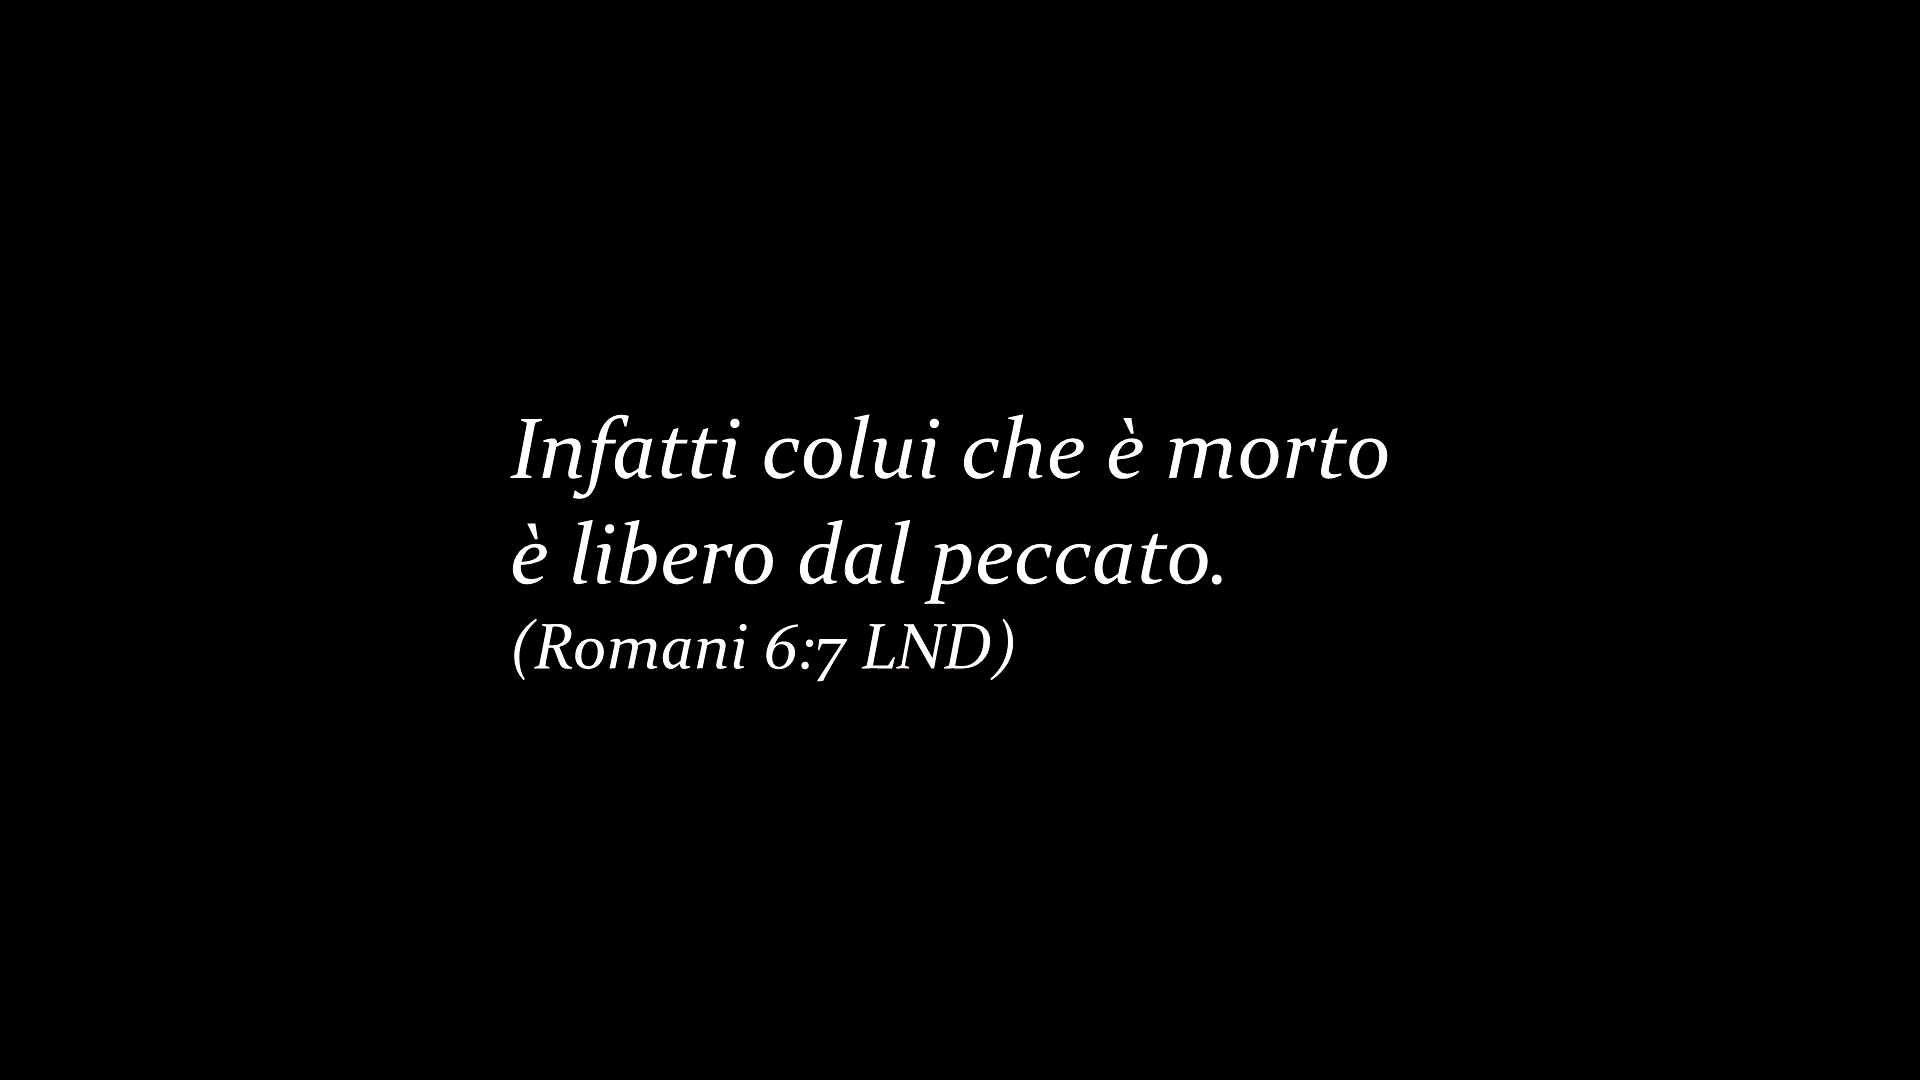 Infatti colui che è morto
è libero dal peccato.
(Romani 6:7 LND)